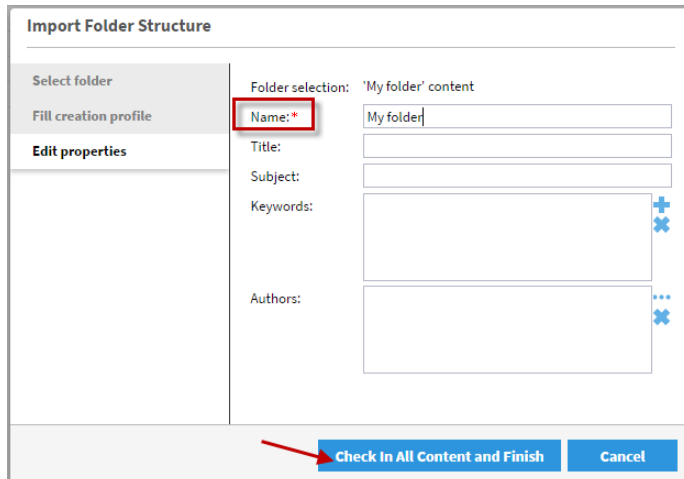 Import Folder Structure
Select folder
Fill creation profile
Edit properties
Folder selection: 'My folder' content
Name:* My folder
Title:
Subject:
Keywords:
Authors:
Check In All Content and Finish
Cancel